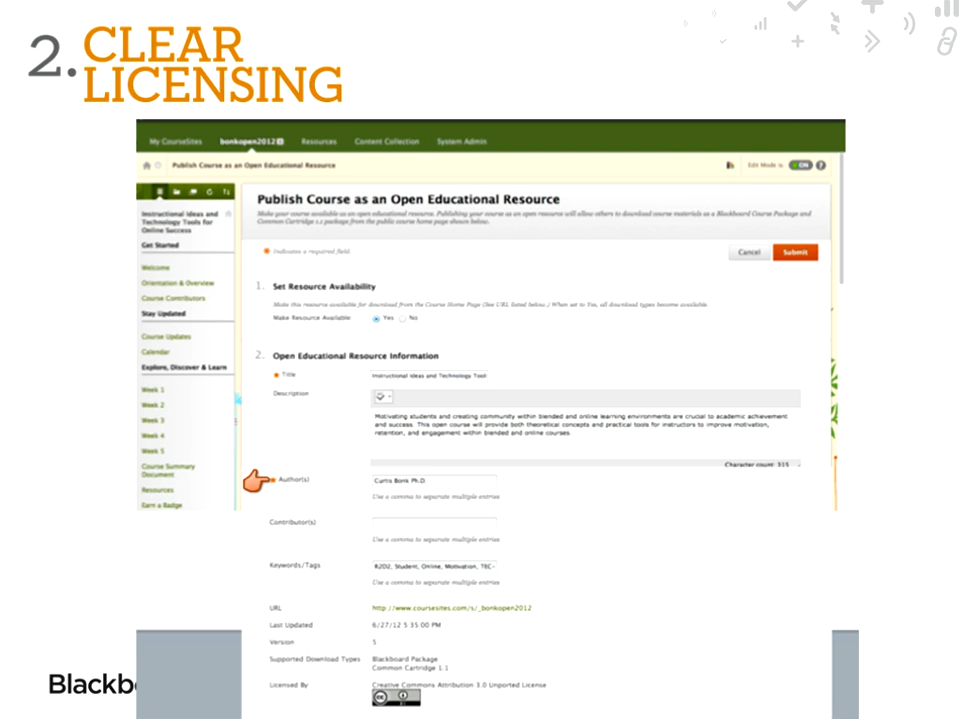 2. CLEAR
LICENSING
My CourseSites bonkopen2012 Resources Content Collection System Admin
Publish Course as an Open Educational Resource Edit Mode is ON ?
Instructional Ideas and
Technology Tools for
Online Success
Get Started
Welcome
Orientation & Overview
Course Contributors
Stay Updated
Course Updates
Calendar
Explore, Discover & Learn
Week 1
Week 2
Week 3
Week 4
Week 5
Course Summary
Document
Resources
Earn a Badge
Publish Course as an Open Educational Resource
Make your course available as an open educational resource. Publishing your course as an open resource will allow others to download course materials as a Blackboard Course Package and
Common Cartridge 1.1 package from the public course home page shown below.
Indicates a required field.
Cancel Submit
1. Set Resource Availability
Make this resource available for download from the Course Home Page (See URL listed below.) When set to Yes, all download types become available.
Make Resource Available Yes No
2. Open Educational Resource Information
Title Instructional Ideas and Technology Tool
Description
Motivating students and creating community within blended and online learning environments are crucial to academic achievement
and success. This open course will provide both theoretical concepts and practical tools for instructors to improve motivation,
retention, and engagement within blended and online courses.
Character count: 315
Author(s) Curtis Bonk Ph.D
Use a comma to separate multiple entries
Contributor(s)
Use a comma to separate multiple entries
Keywords/Tags R2D2, Student, Online, Motivation, TEC-
Use a comma to separate multiple entries
URL http://www.coursesites.com/s/_bonkopen2012
Last Updated 6/27/12 5:35:00 PM
Version 5
Supported Download Types Blackboard Package
Common Cartridge 1.1
Licensed By Creative Commons Attribution 3.0 Unported License
cc
BY
Blackb